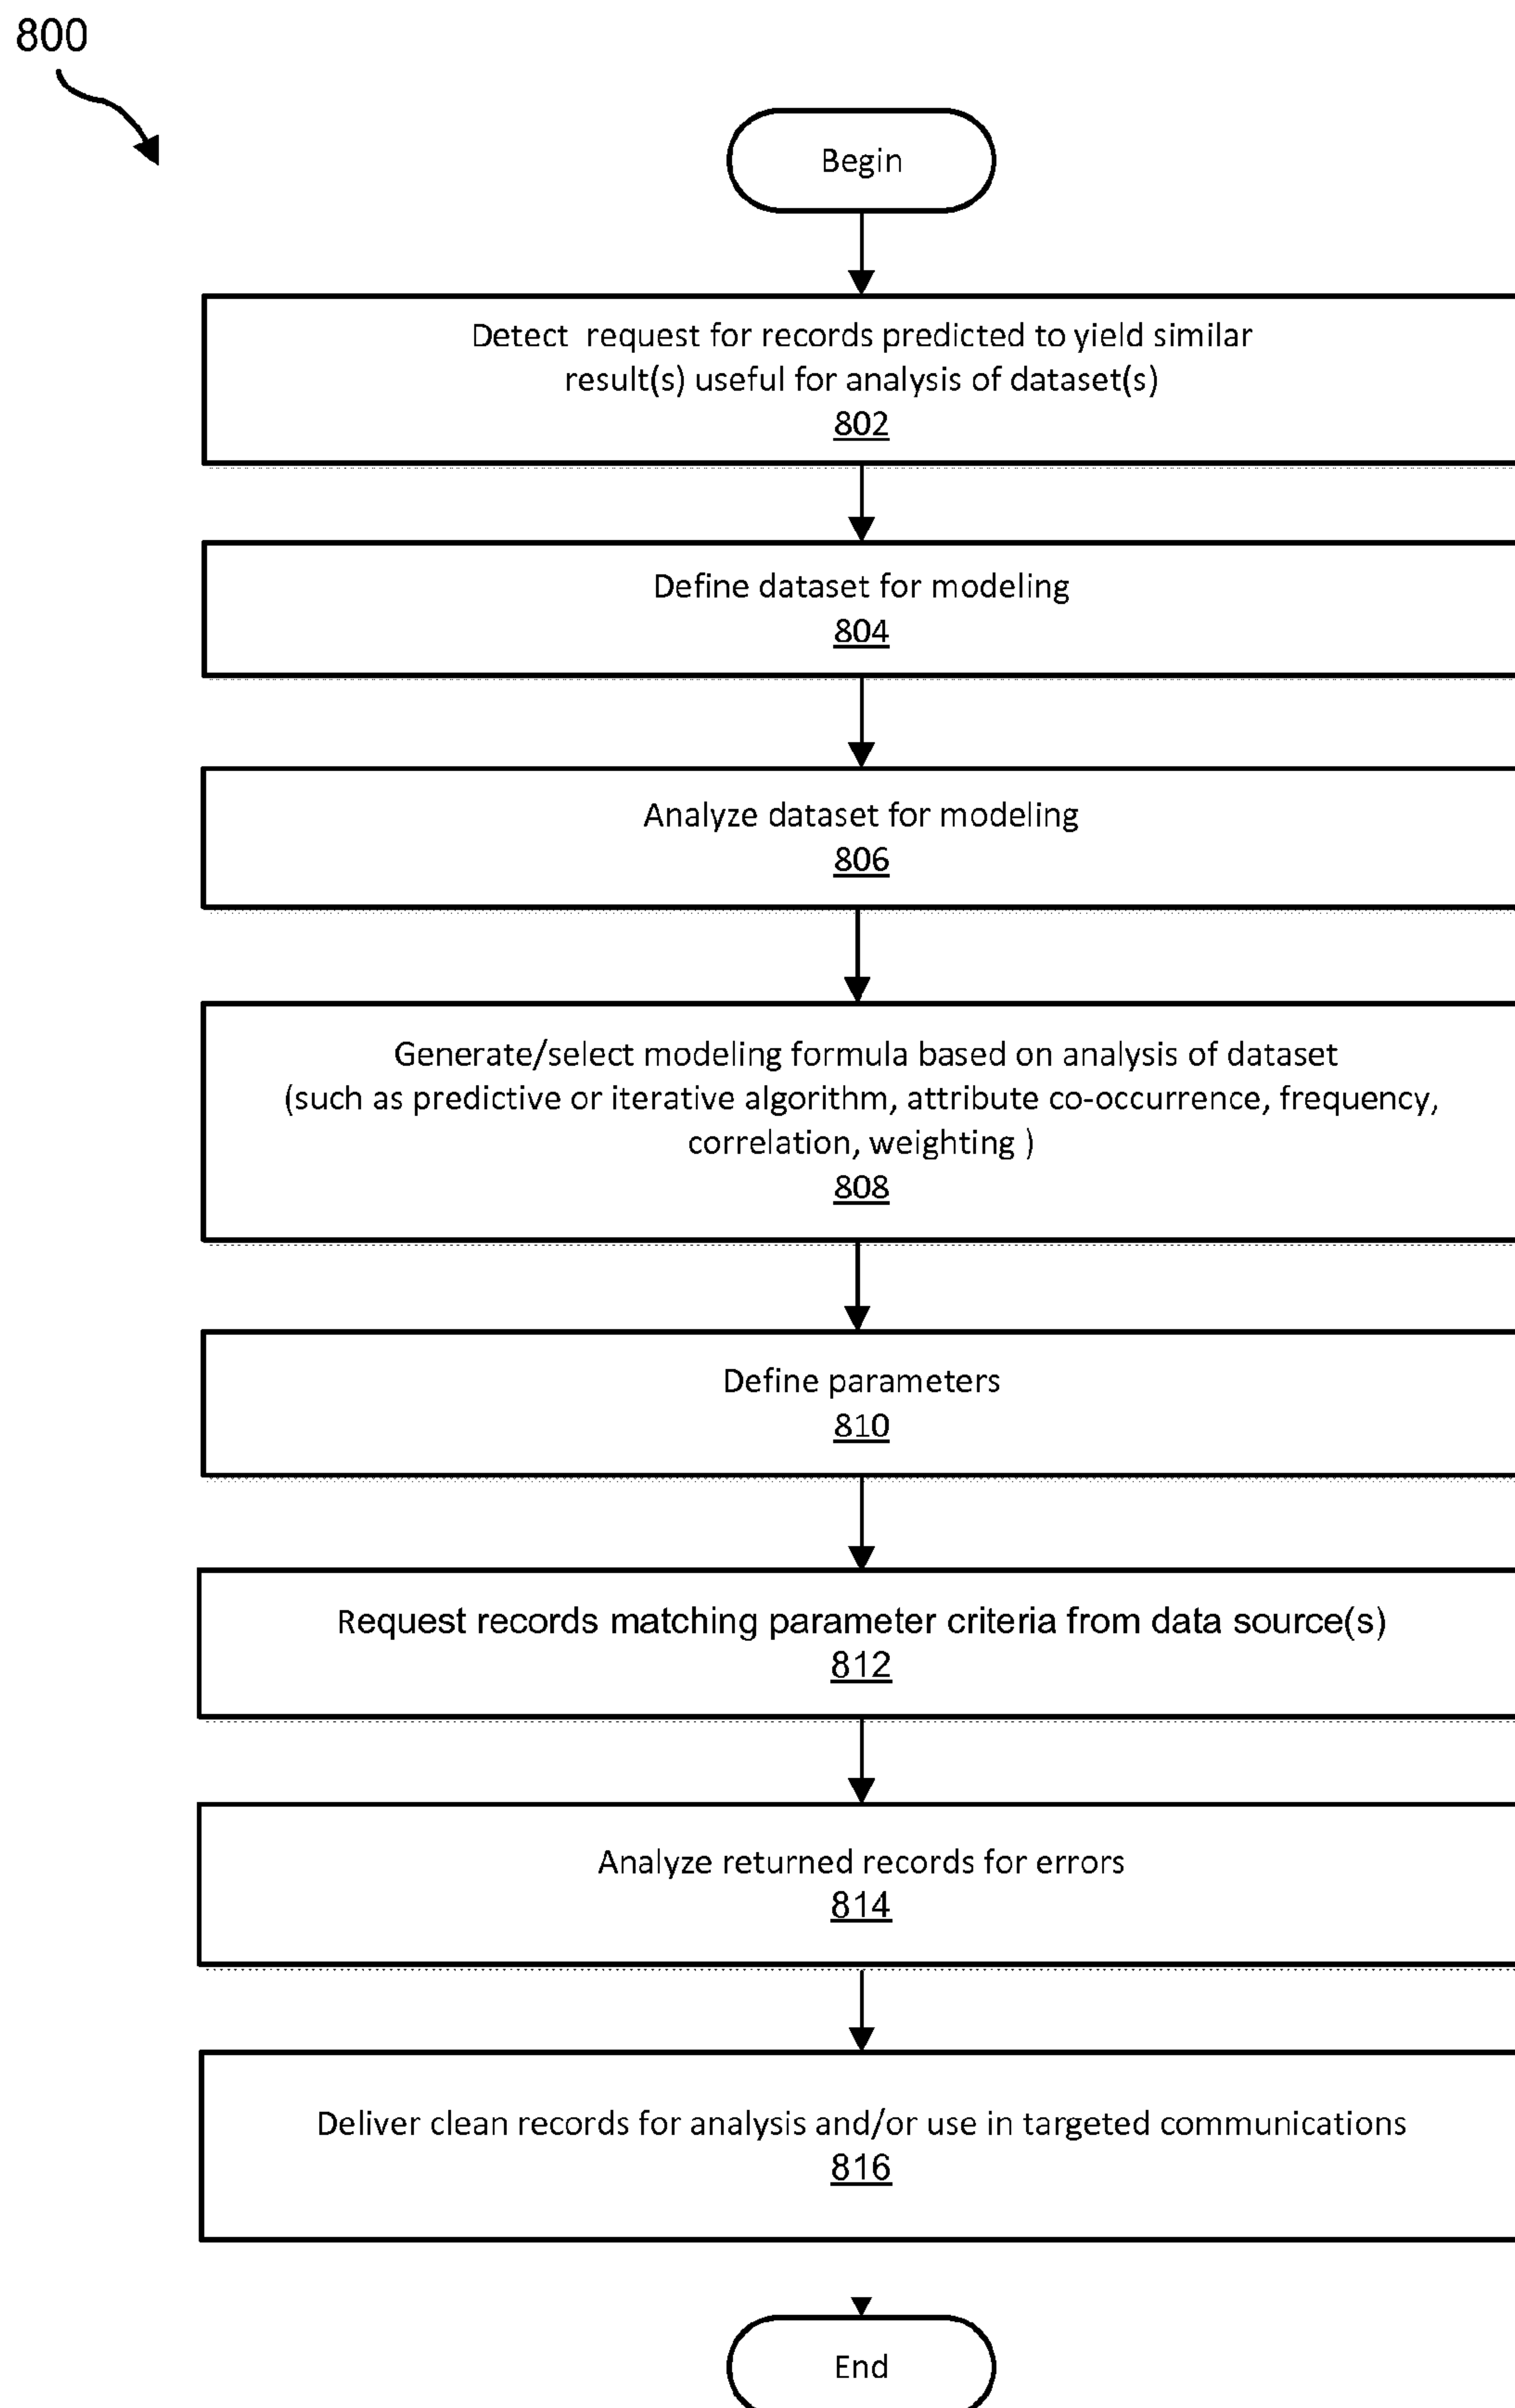 800
Begin
Detect request for records predicted to yield similar
result(s) useful for analysis of dataset(s)
802
Define dataset for modeling
804
Analyze dataset for modeling
806
Generate/select modeling formula based on analysis of dataset
(such as predictive or iterative algorithm, attribute co-occurrence, frequency,
correlation, weighting )
808
Define parameters
810
Request records matching parameter criteria from data source(s)
812
Analyze returned records for errors
814
Deliver clean records for analysis and/or use in targeted communications
816
End